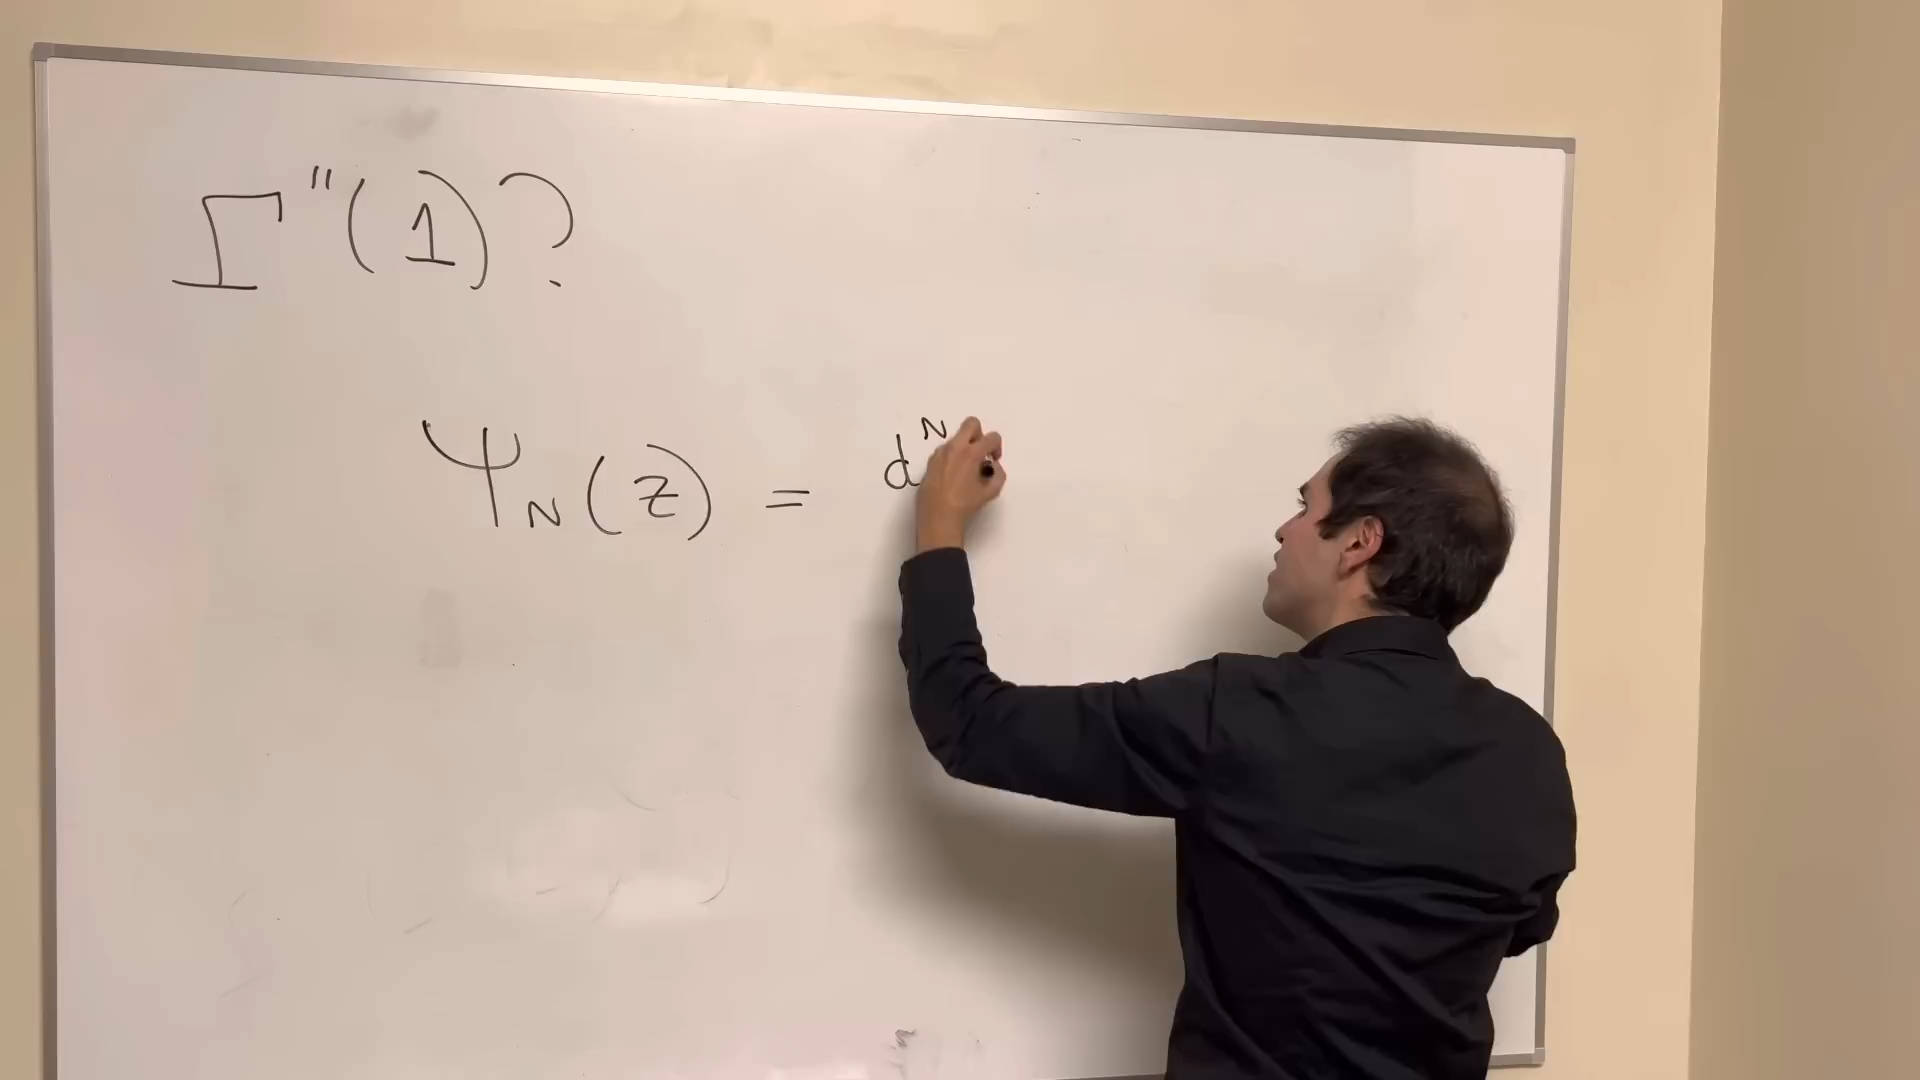 Γ''(1)?
Ψ_N(z) = d^N